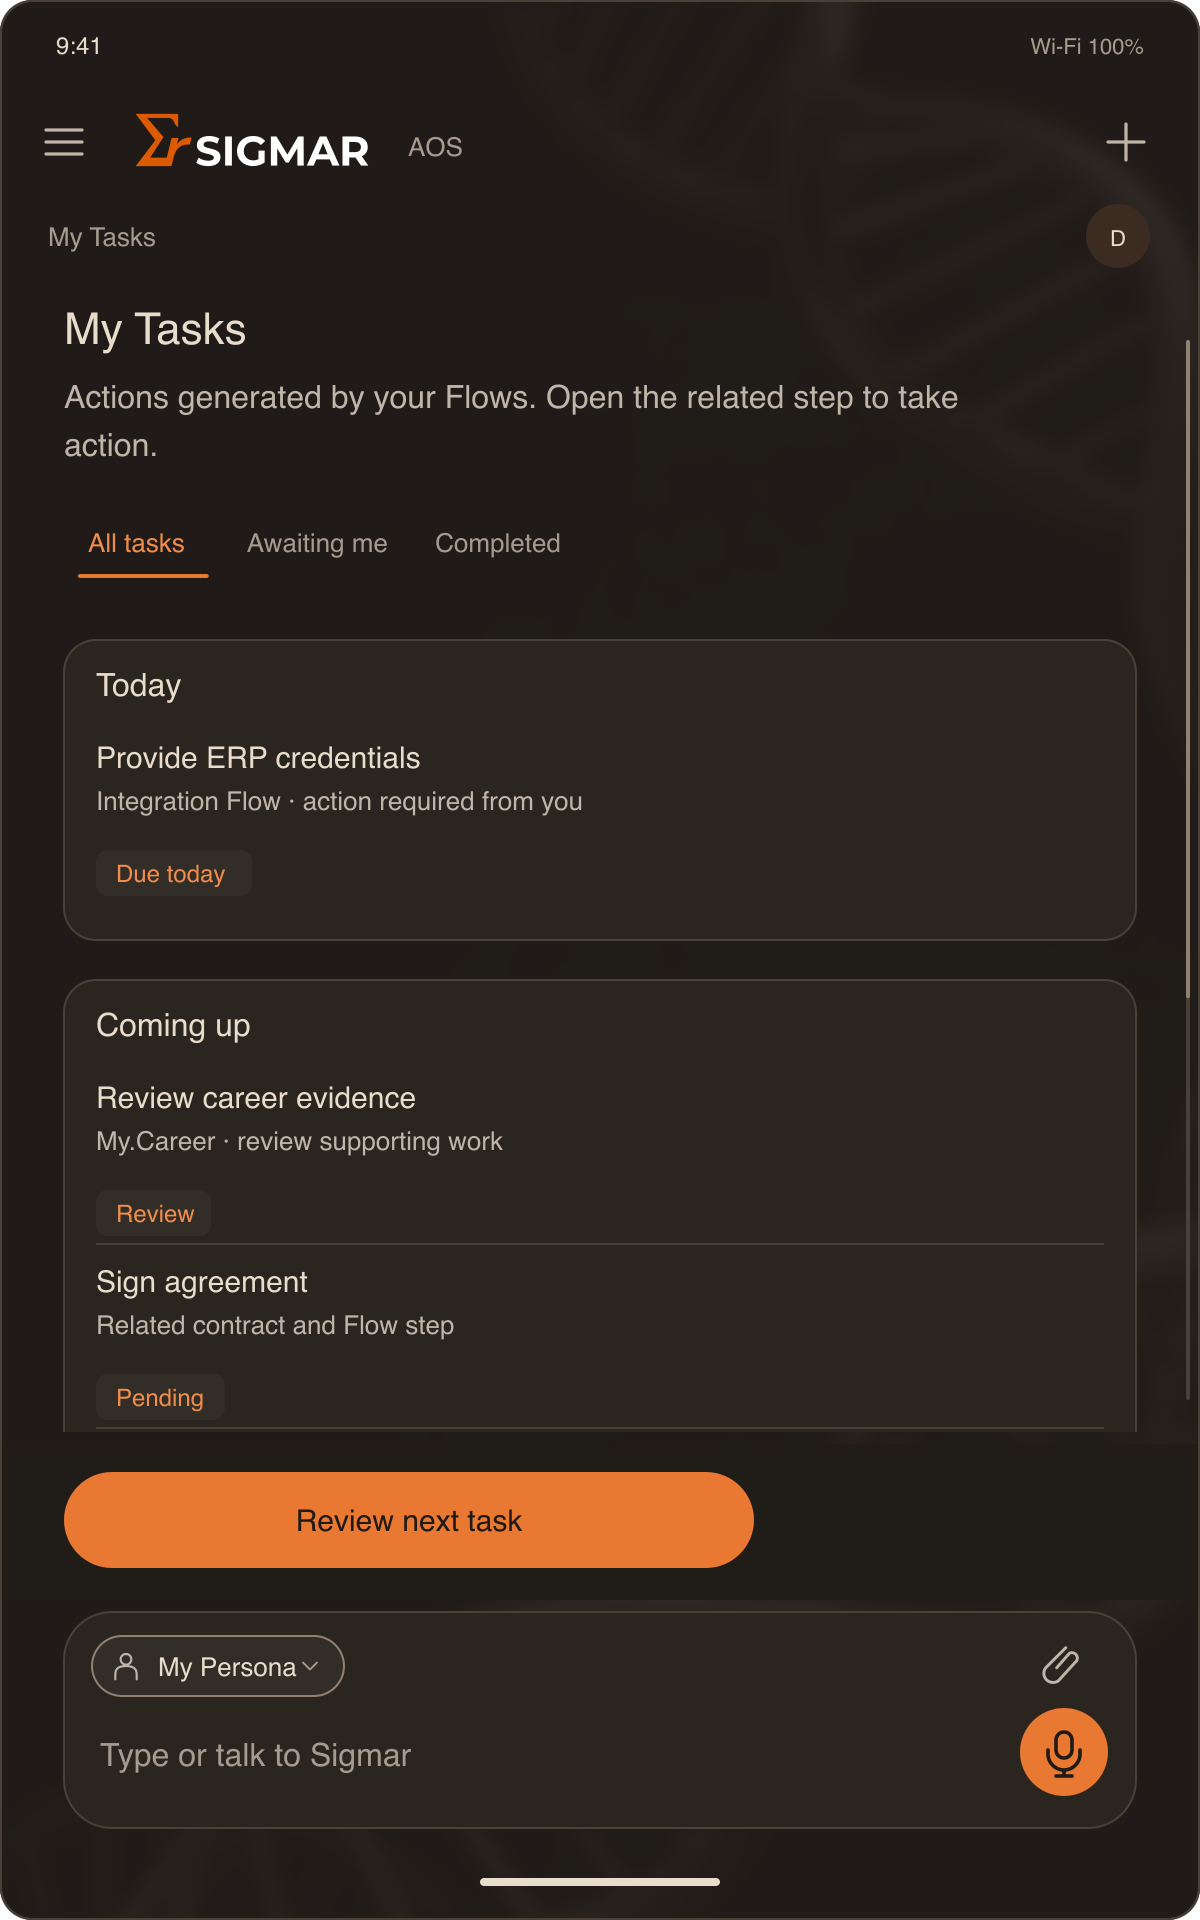 9:41
Wi-Fi 100%
Σr SIGMAR AOS
My Tasks
D
My Tasks
Actions generated by your Flows. Open the related step to take
action.
All tasks
Awaiting me
Completed
Today
Provide ERP credentials
Integration Flow · action required from you
Due today
Coming up
Review career evidence
My.Career · review supporting work
Review
Sign agreement
Related contract and Flow step
Pending
Review next task
My Persona
Type or talk to Sigmar